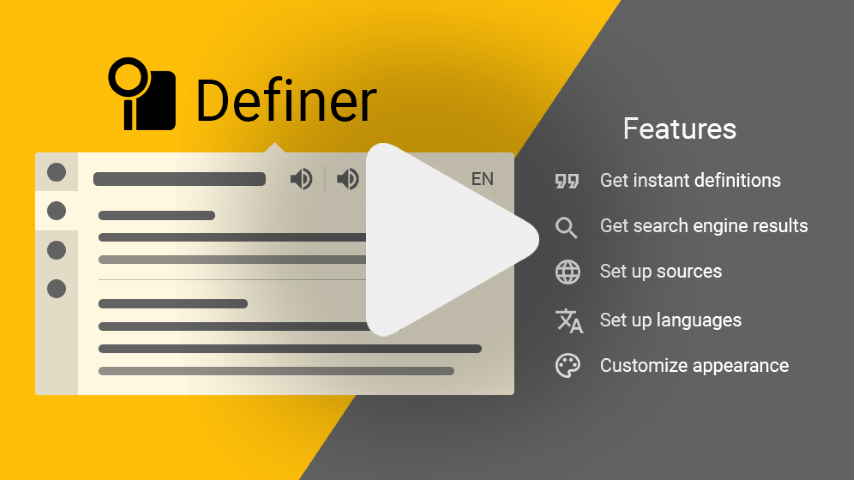 Definer
EN
Features
Get instant definitions
Get search engine results
Set up sources
Set up languages
Customize appearance